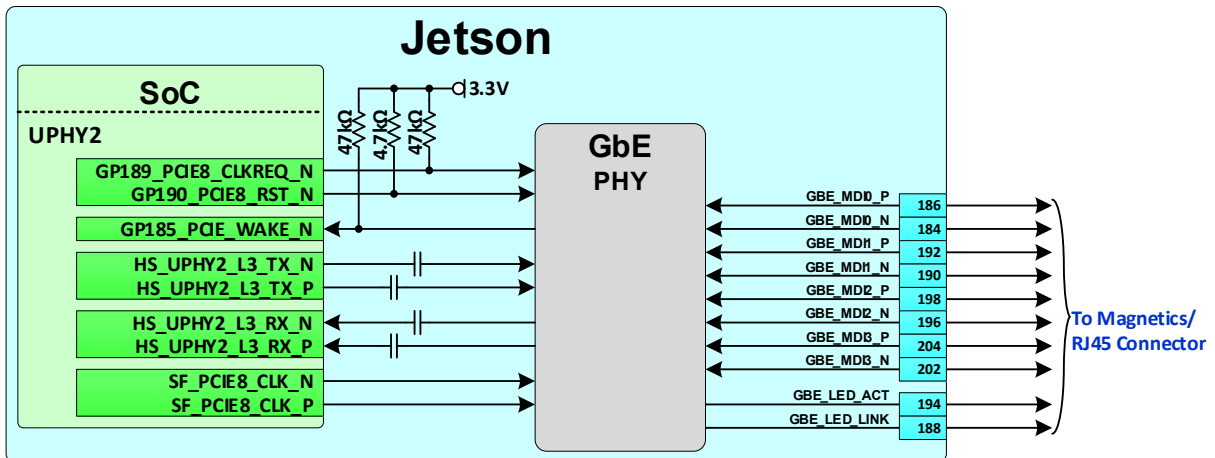 Jetson
SoC
UPHY2
3.3V
47kΩ
4.7kΩ
47kΩ
GbE
PHY
GP189_PCIE8_CLKREQ_N
GP190_PCIE8_RST_N
GP185_PCIE_WAKE_N
HS_UPHY2_L3_TX_N
HS_UPHY2_L3_TX_P
HS_UPHY2_L3_RX_N
HS_UPHY2_L3_RX_P
SF_PCIE8_CLK_N
SF_PCIE8_CLK_P
GBE_MDI0_P 186
GBE_MDI0_N 184
GBE_MDI1_P 192
GBE_MDI1_N 190
GBE_MDI2_P 198
GBE_MDI2_N 196
GBE_MDI3_P 204
GBE_MDI3_N 202
GBE_LED_ACT 194
GBE_LED_LINK 188
To Magnetics/
RJ45 Connector